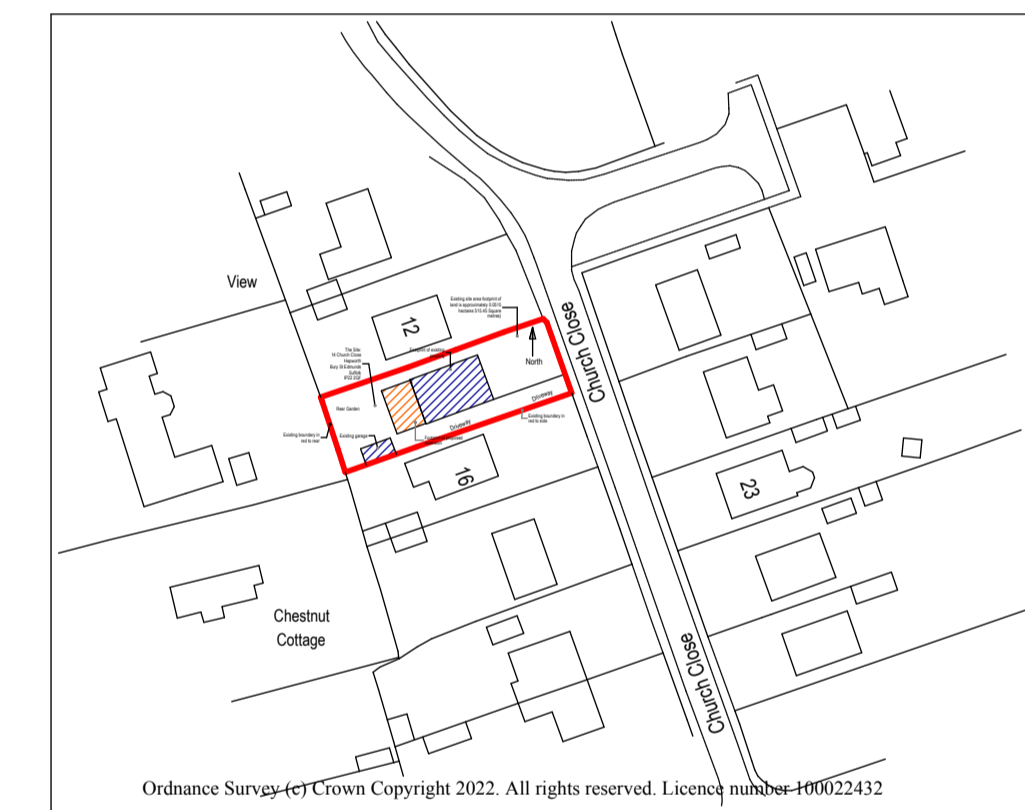 View
12
Existing site area footprint of
land is approximately 0.0515
hectares 515.45 Square
metres)
Church Close
North
The Site:
14 Church Close
Hepworth
Bury St Edmunds
Suffolk
IP22 2QF
Footprint of existing
Rear Garden
Driveway
Existing boundary in
red to side
Existing boundary in
red to rear
Existing garage
Driveway
16
23
Chestnut
Cottage
Church Close
Ordnance Survey (c) Crown Copyright 2022. All rights reserved. Licence number 100022432